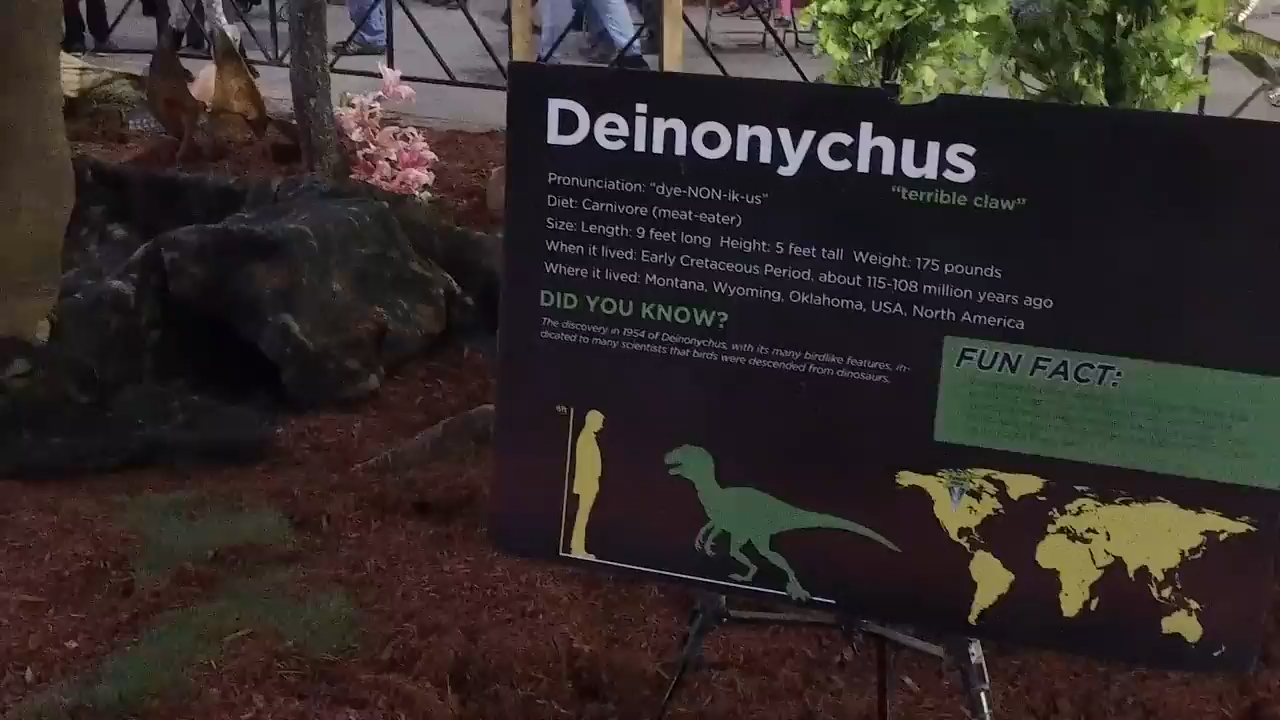 Deinonychus
"terrible claw"
Pronunciation: "dye-NON-ik-us"
Diet: Carnivore (meat-eater)
Size: Length: 9 feet long Height: 5 feet tall Weight: 175 pounds
When it lived: Early Cretaceous Period, about 115-108 million years ago
Where it lived: Montana, Wyoming, Oklahoma, USA, North America
DID YOU KNOW?
The discovery in 1954 of Deinonychus, with its many birdlike features, in-
dicated to many scientists that birds were descended from dinosaurs.
FUN FACT:
6ft